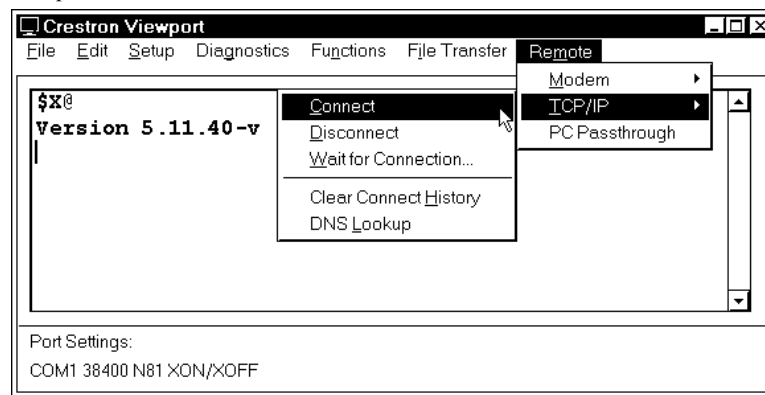 Crestron Viewport
File Edit Setup Diagnostics Functions File Transfer Remote
Modem
TCP/IP
PC Passthrough
Connect
Disconnect
Wait for Connection...
Clear Connect History
DNS Lookup
$X@
Version 5.11.40-v
Port Settings:
COM1 38400 N81 XON/XOFF